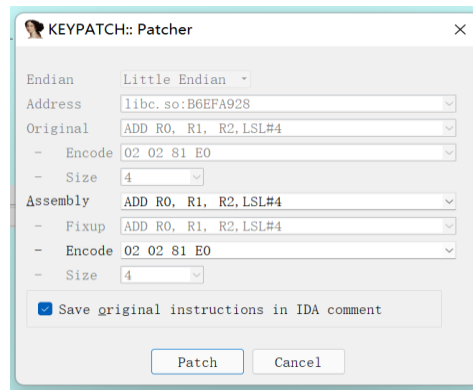 KEYPATCH:: Patcher
Endian Little Endian
Address libc.so:B6EFA928
Original ADD R0, R1, R2,LSL#4
- Encode 02 02 81 E0
- Size 4
Assembly ADD R0, R1, R2,LSL#4
- Fixup ADD R0, R1, R2,LSL#4
- Encode 02 02 81 E0
- Size 4
Save original instructions in IDA comment
Patch Cancel